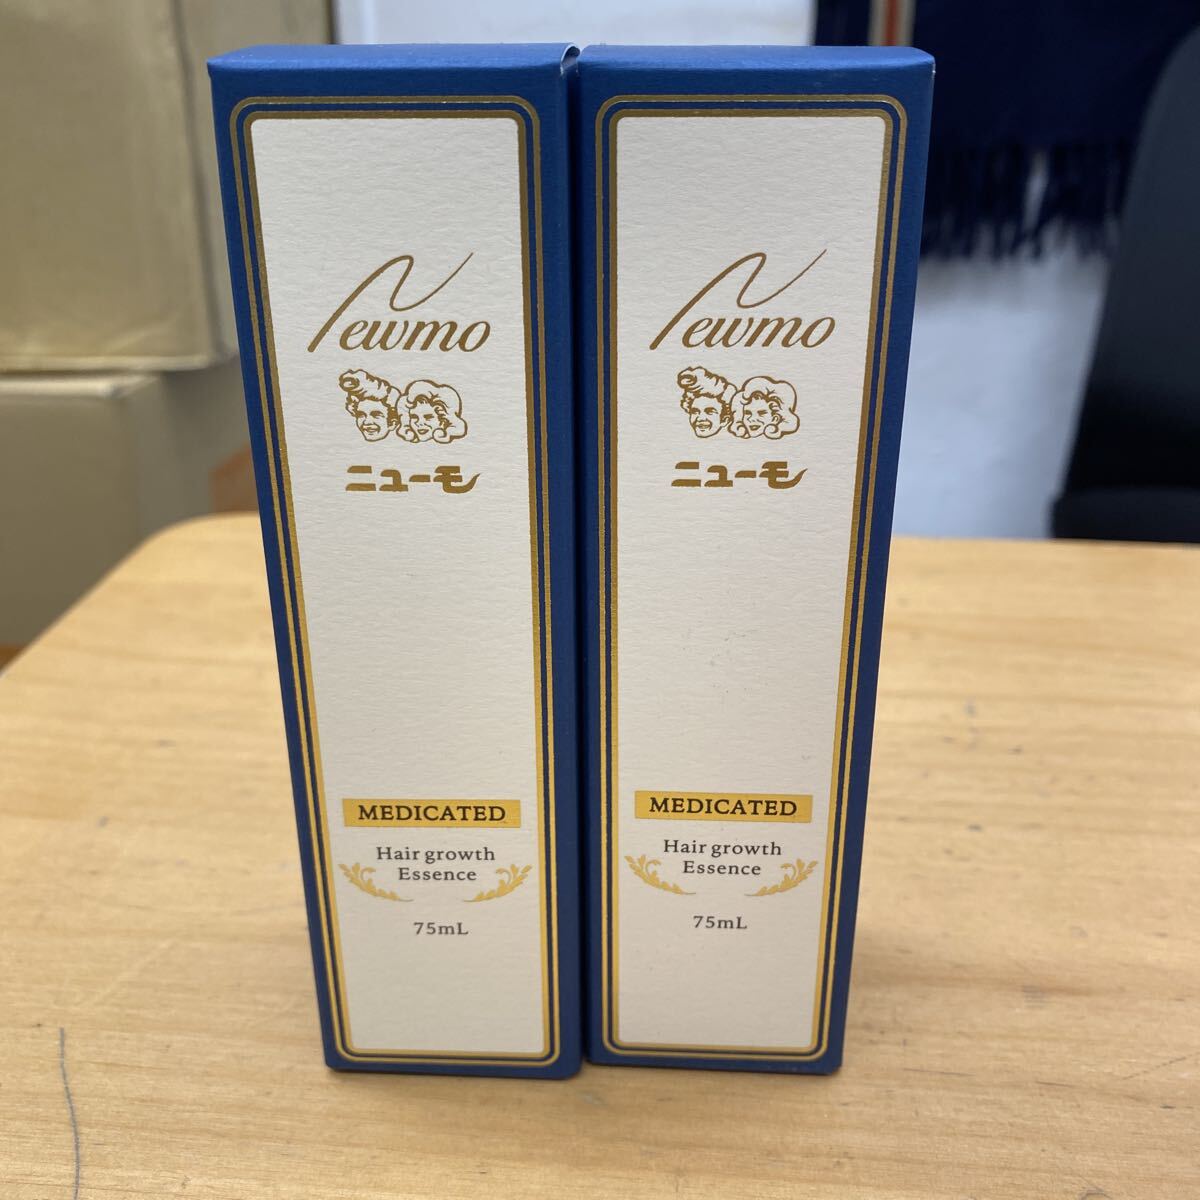 Newmo
ニューモ
MEDICATED
Hair growth
Essence
75mL
Newmo
ニューモ
MEDICATED
Hair growth
Essence
75mL